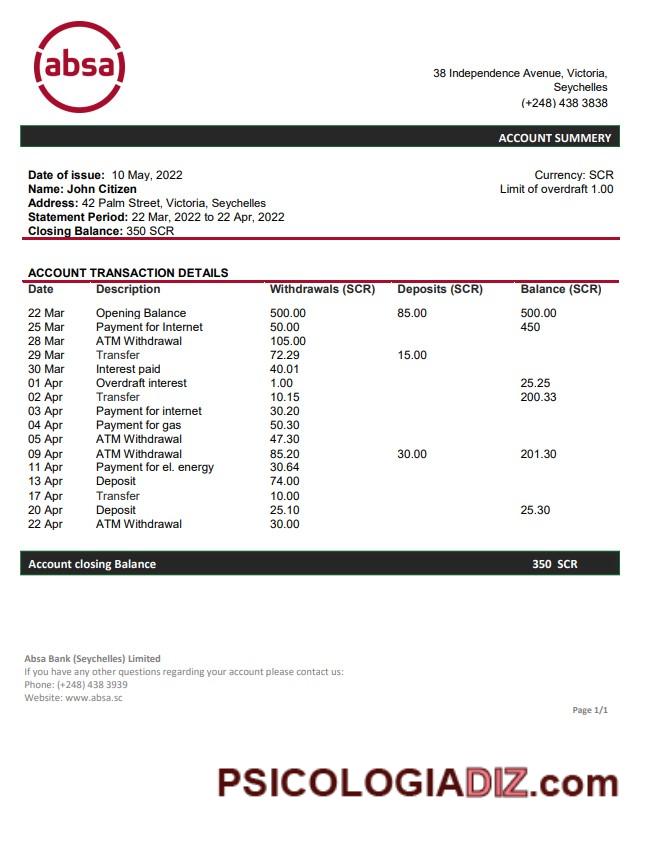 absa
38 Independence Avenue, Victoria,
Seychelles
(+248) 438 3838
ACCOUNT SUMMERY
Date of issue: 10 May, 2022
Currency: SCR
Name: John Citizen
Limit of overdraft 1.00
Address: 42 Palm Street, Victoria, Seychelles
Statement Period: 22 Mar, 2022 to 22 Apr, 2022
Closing Balance: 350 SCR
ACCOUNT TRANSACTION DETAILS
Date Description Withdrawals (SCR) Deposits (SCR) Balance (SCR)
22 Mar Opening Balance 500.00 85.00 500.00
25 Mar Payment for Internet 50.00 450
28 Mar ATM Withdrawal 105.00
29 Mar Transfer 72.29 15.00
30 Mar Interest paid 40.01
01 Apr Overdraft interest 1.00 25.25
02 Apr Transfer 10.15 200.33
03 Apr Payment for internet 30.20
04 Apr Payment for gas 50.30
05 Apr ATM Withdrawal 47.30
09 Apr ATM Withdrawal 85.20 30.00 201.30
11 Apr Payment for el. energy 30.64
13 Apr Deposit 74.00
17 Apr Transfer 10.00
20 Apr Deposit 25.10 25.30
22 Apr ATM Withdrawal 30.00
Account closing Balance 350 SCR
Absa Bank (Seychelles) Limited
If you have any other questions regarding your account please contact us:
Phone: (+248) 438 3939
Website: www.absa.sc
Page 1/1
PSICOLOGIADIZ.com